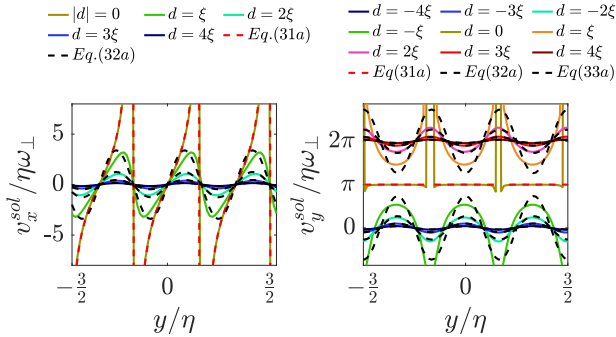 |d| = 0 d = ξ d = 2ξ
d = 3ξ d = 4ξ Eq.(31a)
Eq.(32a)
d = −4ξ d = −3ξ d = −2ξ
d = −ξ d = 0 d = ξ
d = 2ξ d = 3ξ d = 4ξ
Eq(31a) Eq(32a) Eq(33a)
v_x^{sol}/ηω⊥
5
0
-5
−3/2 0 3/2
y/η
v_y^{sol}/ηω⊥
2π
π
0
−3/2 0 3/2
y/η